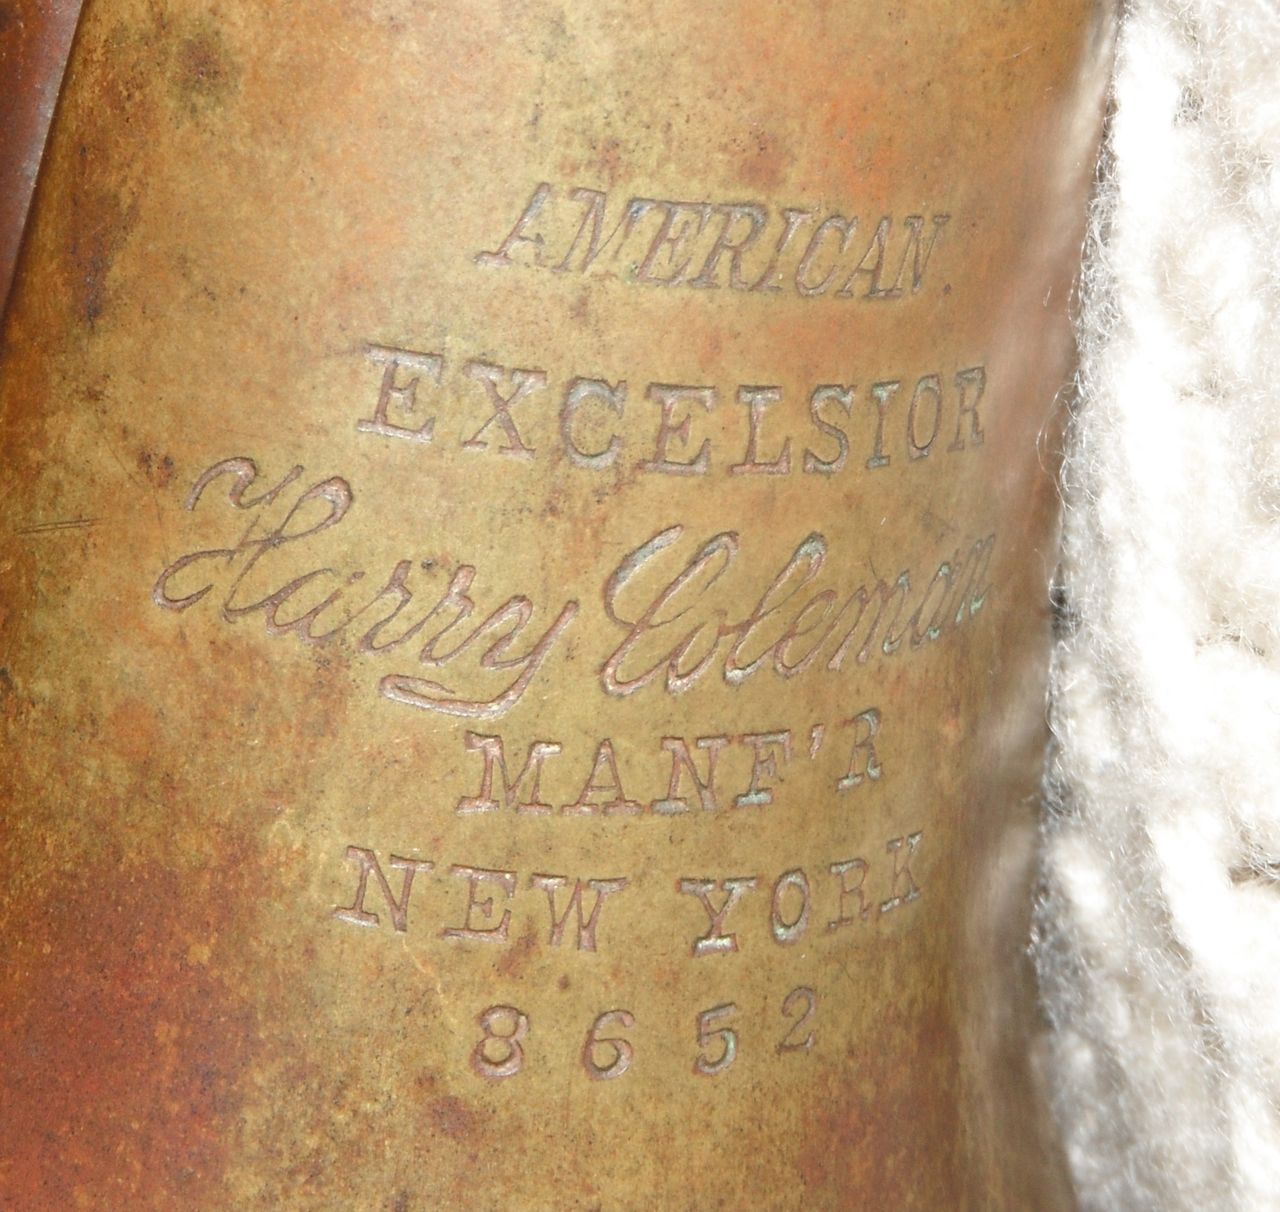 AMERICAN.
EXCELSIOR
Harry Coleman
MANF'R
NEW YORK
8652